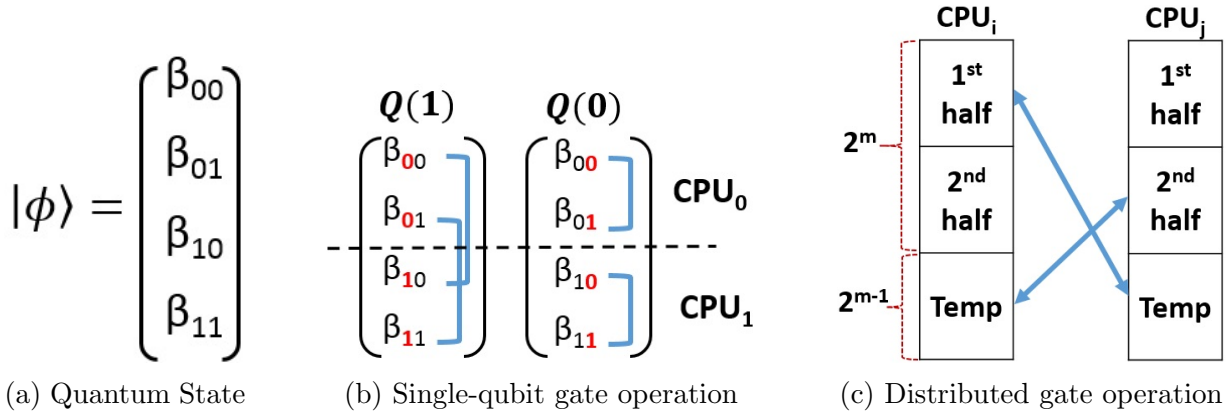 |ϕ⟩ =
β₀₀
β₀₁
β₁₀
β₁₁
(a) Quantum State
Q(1) Q(0)
β₀₀ β₀₀
β₀₁ β₀₁
CPU₀
β₁₀ β₁₀
CPU₁
β₁₁ β₁₁
(b) Single-qubit gate operation
CPUᵢ CPUⱼ
1ˢᵗ half
1ˢᵗ half
2ᵐ
2ⁿᵈ half
2ⁿᵈ half
2ᵐ⁻¹
Temp Temp
(c) Distributed gate operation